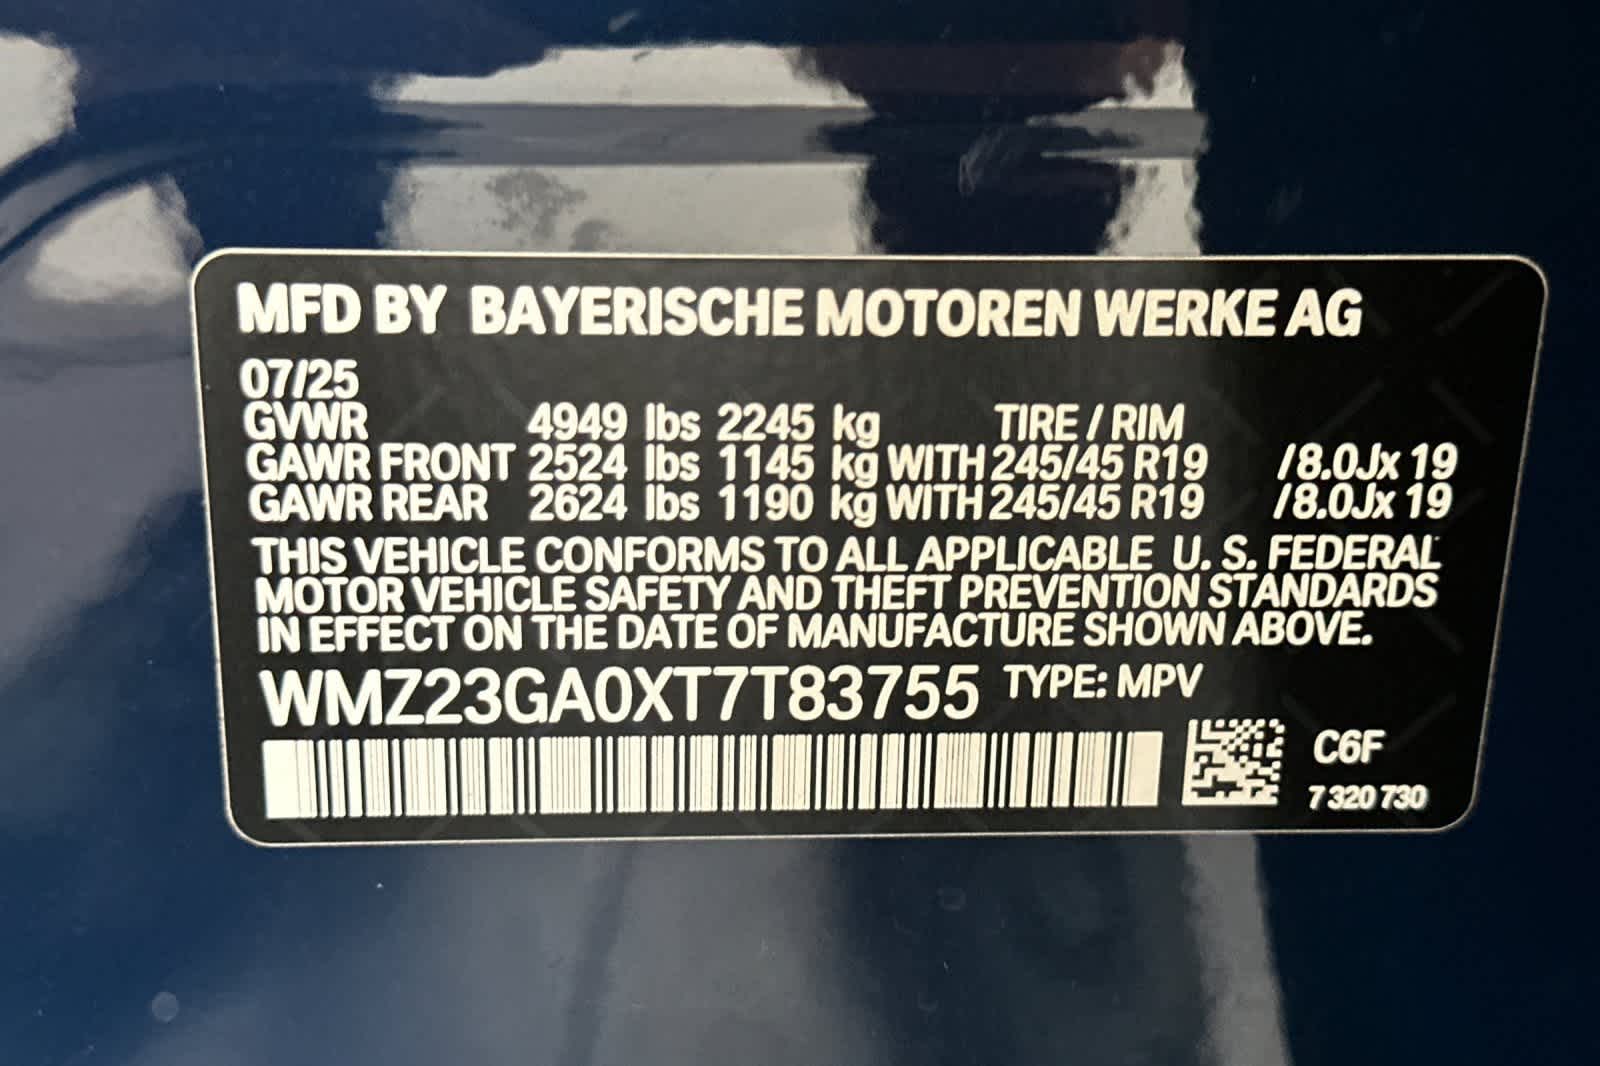 MFD BY BAYERISCHE MOTOREN WERKE AG
07/25
GVWR 4949 lbs 2245 kg TIRE / RIM
GAWR FRONT 2524 lbs 1145 kg WITH 245/45 R19 /8.0Jx 19
GAWR REAR 2624 lbs 1190 kg WITH 245/45 R19 /8.0Jx 19
THIS VEHICLE CONFORMS TO ALL APPLICABLE U. S. FEDERAL
MOTOR VEHICLE SAFETY AND THEFT PREVENTION STANDARDS
IN EFFECT ON THE DATE OF MANUFACTURE SHOWN ABOVE.
WMZ23GA0XT7T83755 TYPE: MPV
C6F
7 320 730